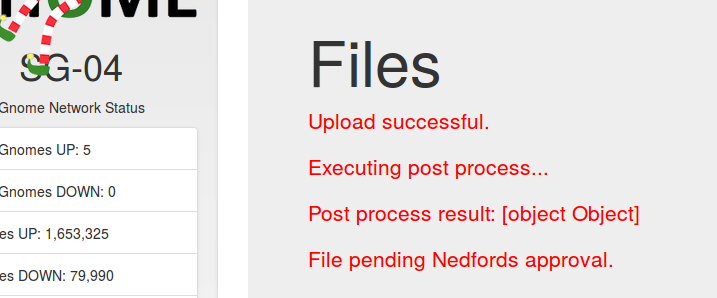 SG-04
Gnome Network Status
Gnomes UP: 5
Gnomes DOWN: 0
es UP: 1,653,325
es DOWN: 79,990
Files
Upload successful.
Executing post process...
Post process result: [object Object]
File pending Nedfords approval.